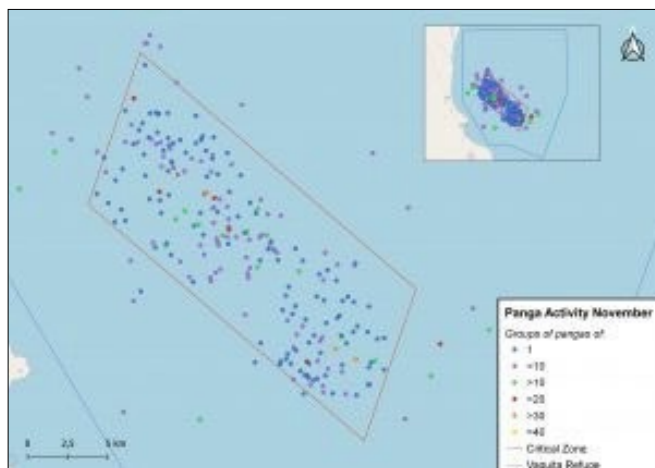 Panga Activity November
Groups of pangas of:
1
<10
>10
>20
>30
>40
Critical Zone
Vaquita Refuge
0 2,5 5 km